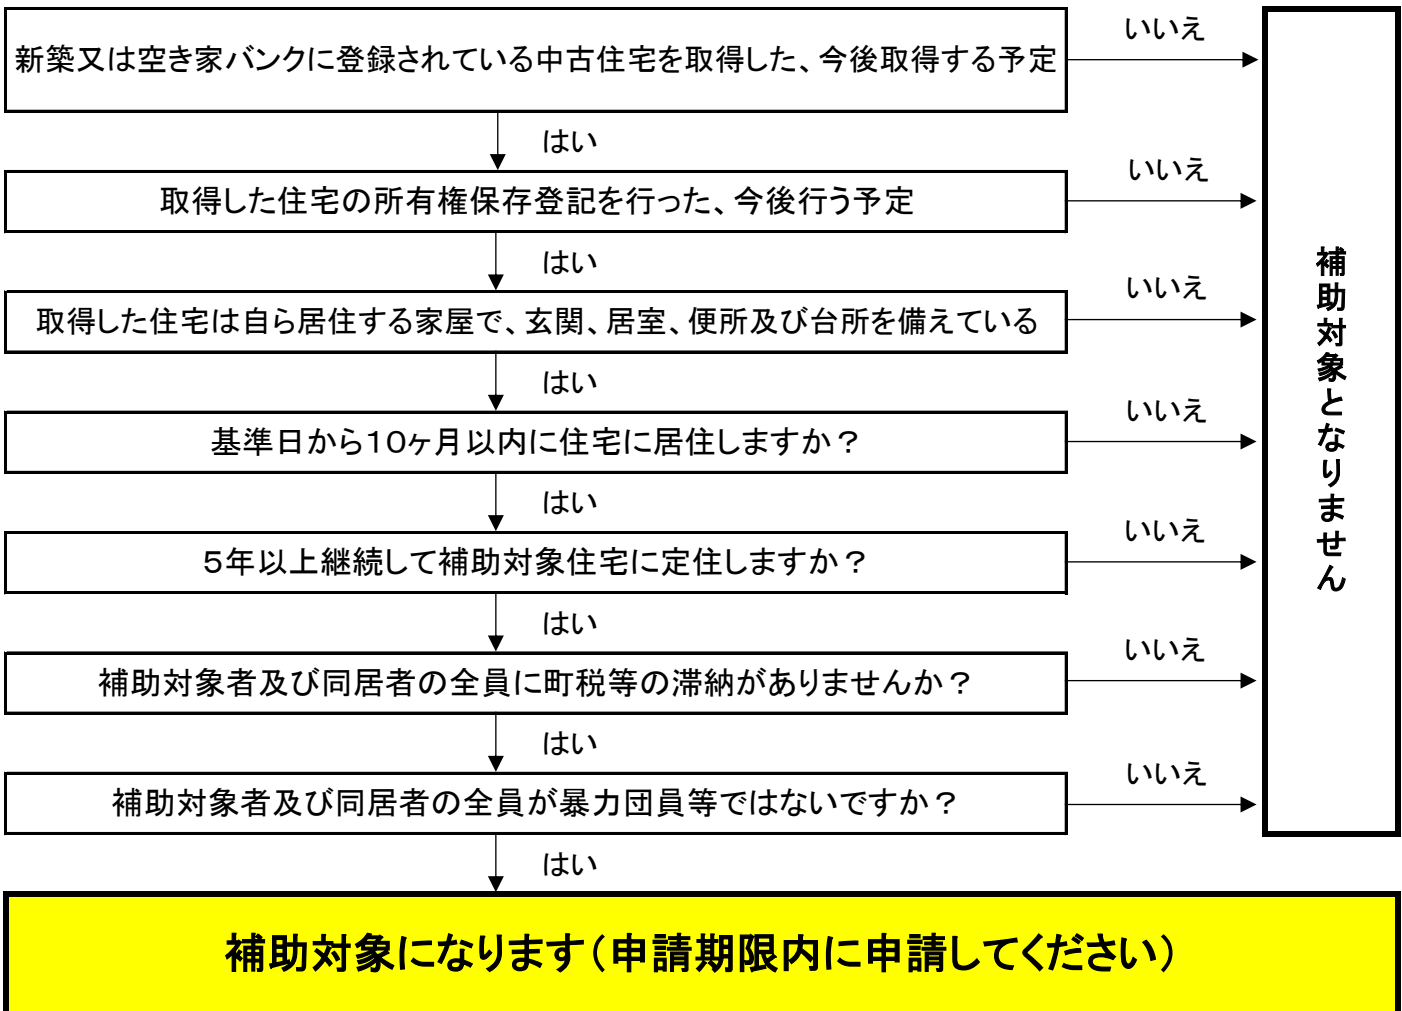 新築又は空き家バンクに登録されている中古住宅を取得した、今後取得する予定
いいえ
はい
取得した住宅の所有権保存登記を行った、今後行う予定
いいえ
はい
取得した住宅は自ら居住する家屋で、玄関、居室、便所及び台所を備えている
いいえ
はい
基準日から10ヶ月以内に住宅に居住しますか?
いいえ
はい
5年以上継続して補助対象住宅に定住しますか?
いいえ
はい
補助対象者及び同居者の全員に町税等の滞納がありませんか?
いいえ
はい
補助対象者及び同居者の全員が暴力団員等ではないですか?
いいえ
はい
補助対象となりません
補助対象になります(申請期限内に申請してください)